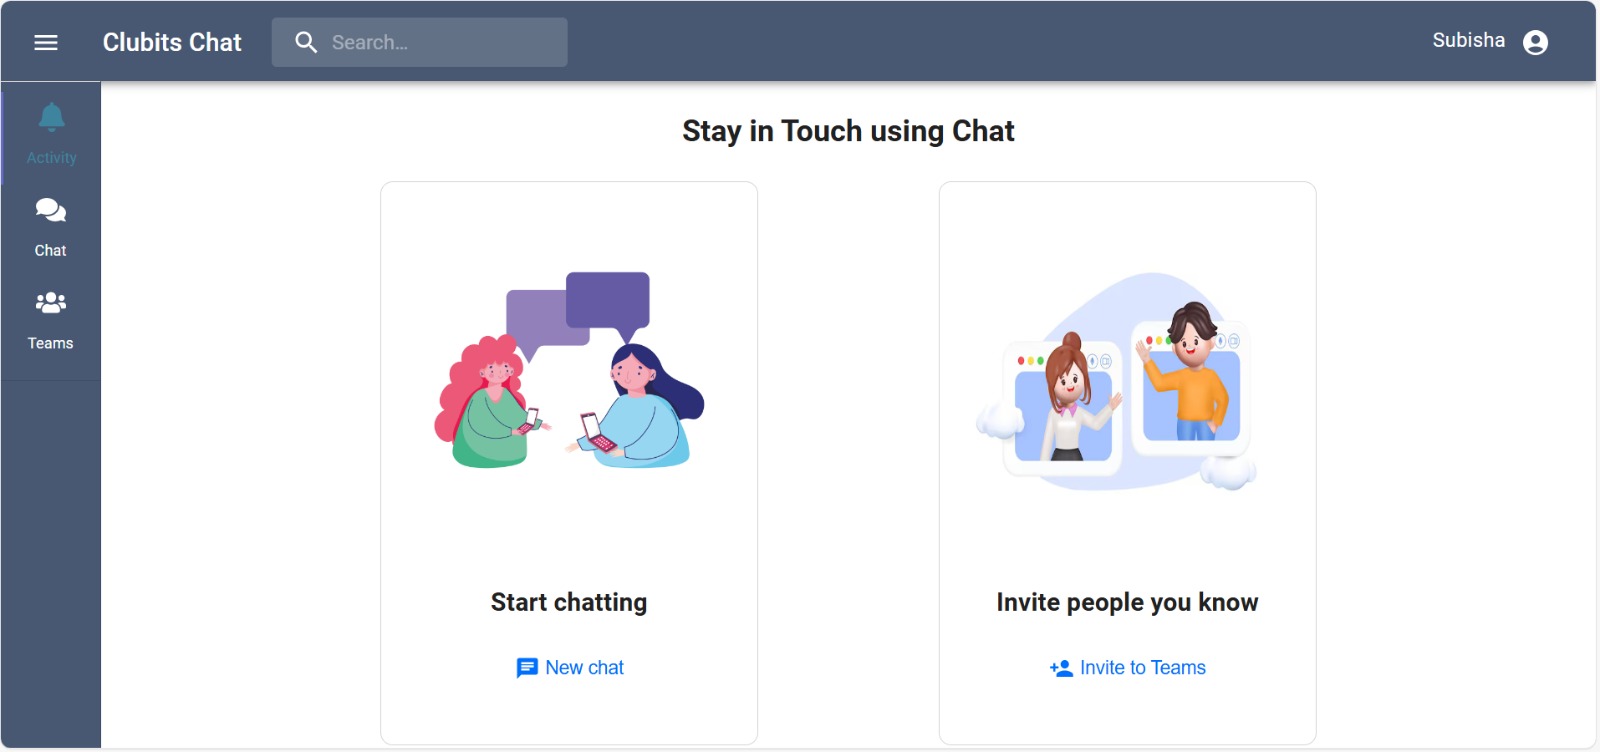 Clubits Chat
Search...
Subisha
Activity
Chat
Teams
Stay in Touch using Chat
Start chatting
New chat
Invite people you know
Invite to Teams